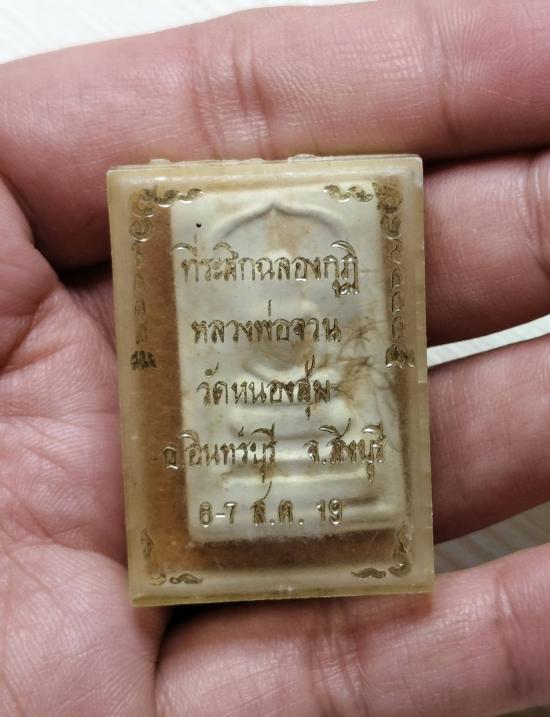 ที่ระลึกฉลองกุฏิ
หลวงพ่อจวน
วัดหนองสุ่ม
อ.อินทร์บุรี จ.สิงบุรี
6-7 ส.ค. 19